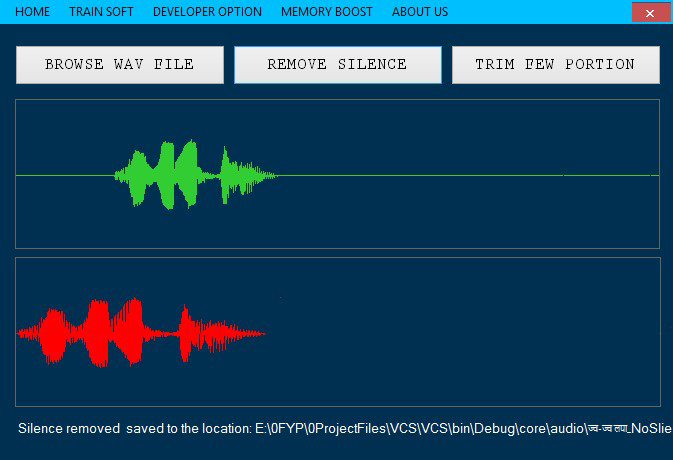 HOME TRAIN SOFT DEVELOPER OPTION MEMORY BOOST ABOUT US
BROWSE WAV FILE REMOVE SILENCE TRIM FEW PORTION
Silence removed saved to the location: E:\0FYP\0ProjectFiles\VCS\VCS\bin\Debug\core\audio\ज्व-ज्व तपा_NoSlie